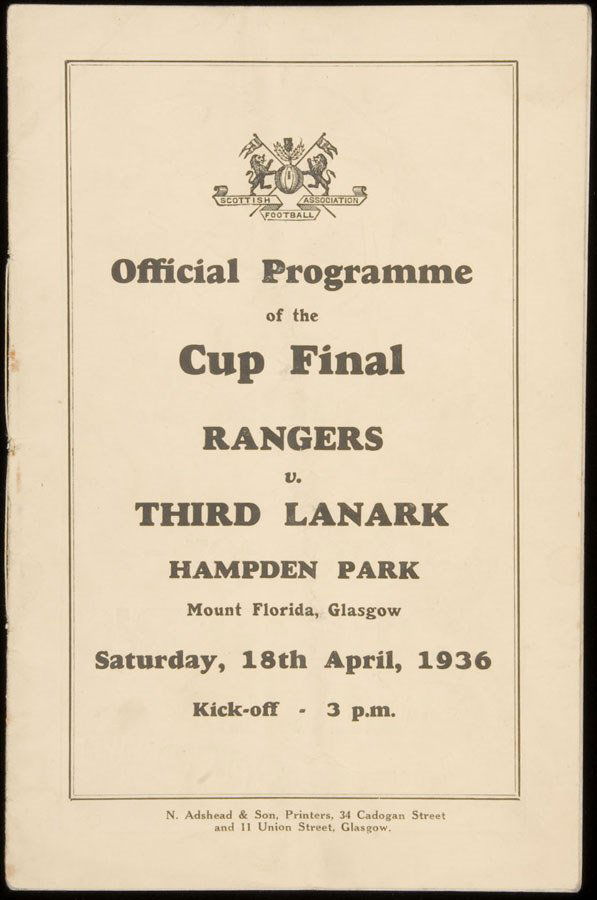 SCOTTISH ASSOCIATION
FOOTBALL
Official Programme
of the
Cup Final
RANGERS
v.
THIRD LANARK
HAMPDEN PARK
Mount Florida, Glasgow
Saturday, 18th April, 1936
Kick-off - 3 p.m.
N. Adshead & Son, Printers, 34 Cadogan Street
and 11 Union Street, Glasgow.